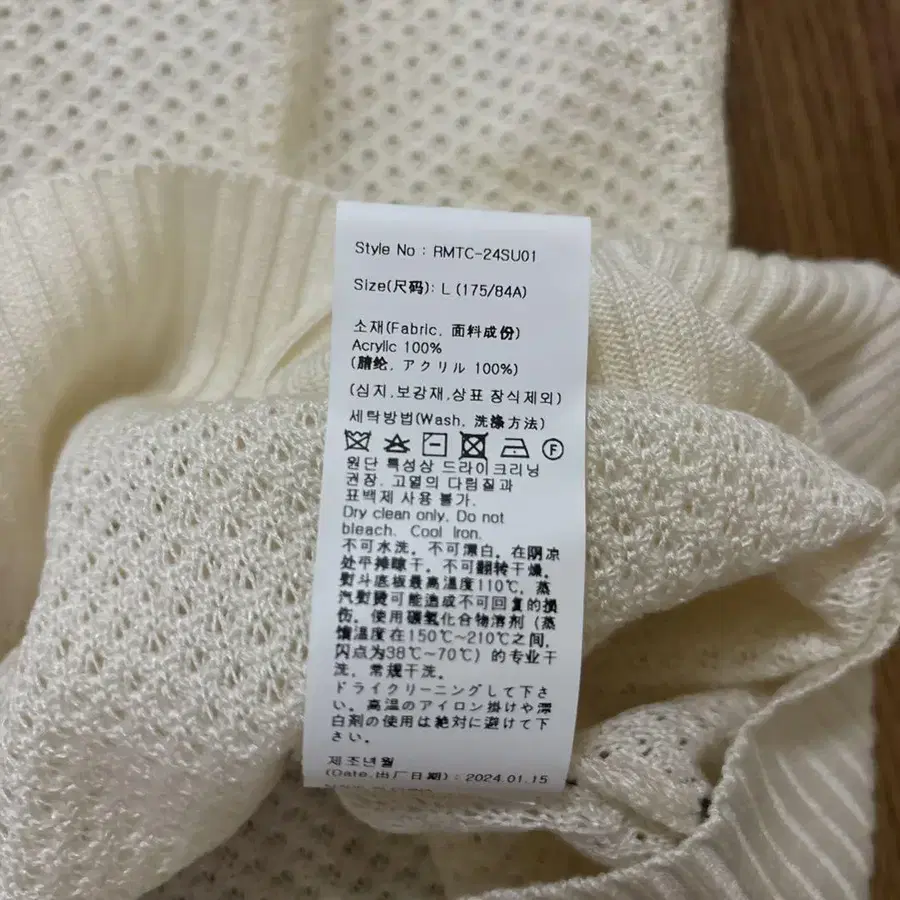 Style No : RMTC-24SU01
Size(尺码): L (175/84A)
소재(Fabric, 面料成份)
Acrylic 100%
(腈纶, アクリル 100%)
(심지,보강재,상표 장식제외)
세탁방법(Wash, 洗涤方法)
F
원단 특성상 드라이크리닝
권장, 고열의 다림질과
표백제 사용 불가.
Dry clean only, Do not
bleach. Cool Iron.
不可水洗。不可漂白。在阴凉
处平摊晾干。不可翻转干燥。
熨斗底板最高温度110℃, 蒸
汽熨烫可能造成不可回复的损
伤。使用碳氢化合物溶剂 (蒸
馏温度在150℃~210℃之间,
闪点为38℃~70℃) 的专业干
洗, 常规干洗。
ドライクリーニングして下さ
い。高温のアイロン掛けや漂
白剤の使用は絶対に避けて下
さい。
제조년월
(Date,出厂日期) : 2024.01.15